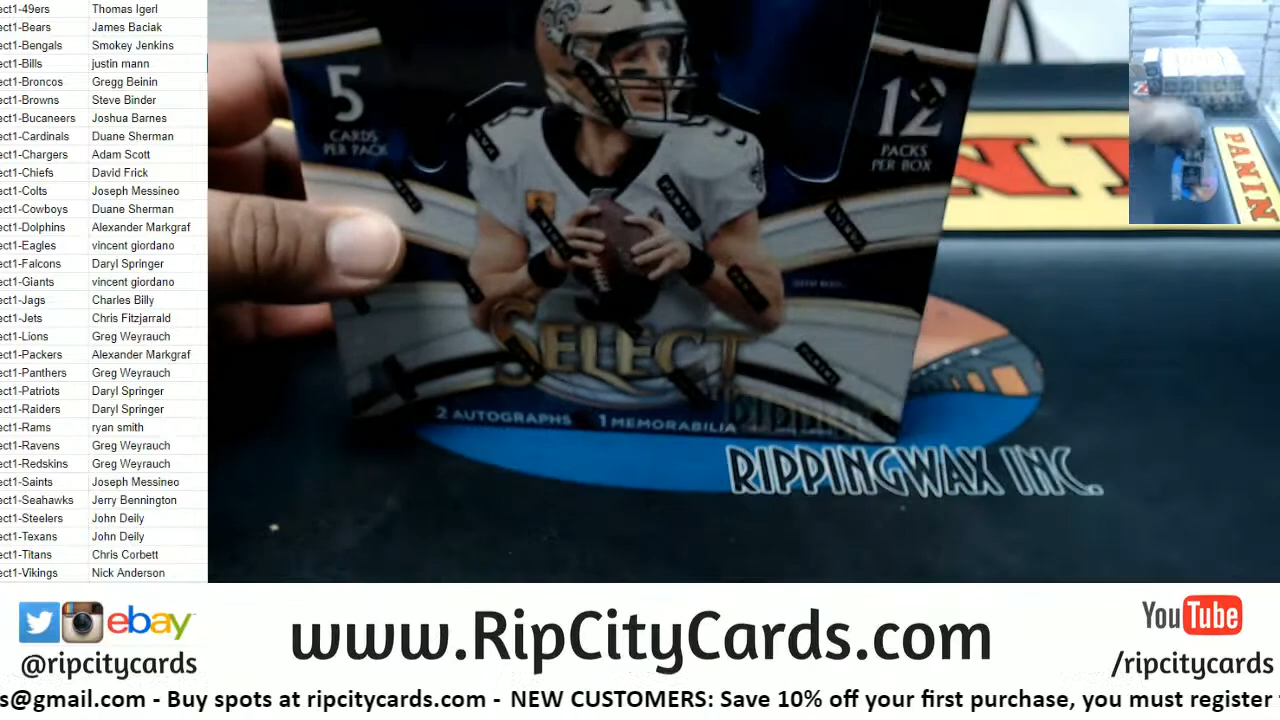 ect1-49ers Thomas Igerl
ect1-Bears James Baciak
ect1-Bengals Smokey Jenkins
ect1-Bills justin mann
ect1-Broncos Gregg Beinin
ect1-Browns Steve Binder
ect1-Bucaneers Joshua Barnes
ect1-Cardinals Duane Sherman
ect1-Chargers Adam Scott
ect1-Chiefs David Frick
ect1-Colts Joseph Messineo
ect1-Cowboys Duane Sherman
ect1-Dolphins Alexander Markgraf
ect1-Eagles vincent giordano
ect1-Falcons Daryl Springer
ect1-Giants vincent giordano
ect1-Jags Charles Billy
ect1-Jets Chris Fitzjarrald
ect1-Lions Greg Weyrauch
ect1-Packers Alexander Markgraf
ect1-Panthers Greg Weyrauch
ect1-Patriots Daryl Springer
ect1-Raiders Daryl Springer
ect1-Rams ryan smith
ect1-Ravens Greg Weyrauch
ect1-Redskins Greg Weyrauch
ect1-Saints Joseph Messineo
ect1-Seahawks Jerry Bennington
ect1-Steelers John Deily
ect1-Texans John Deily
ect1-Titans Chris Corbett
ect1-Vikings Nick Anderson
5
CARDS
PER PACK
12
PACKS
PER BOX
SELECT
2 AUTOGRAPHS 1 MEMORABILIA
RIPPINGWAX INC.
PANINI
ebay
@ripcitycards
www.RipCityCards.com
YouTube
/ripcitycards
s@gmail.com - Buy spots at ripcitycards.com - NEW CUSTOMERS: Save 10% off your first purchase, you must register